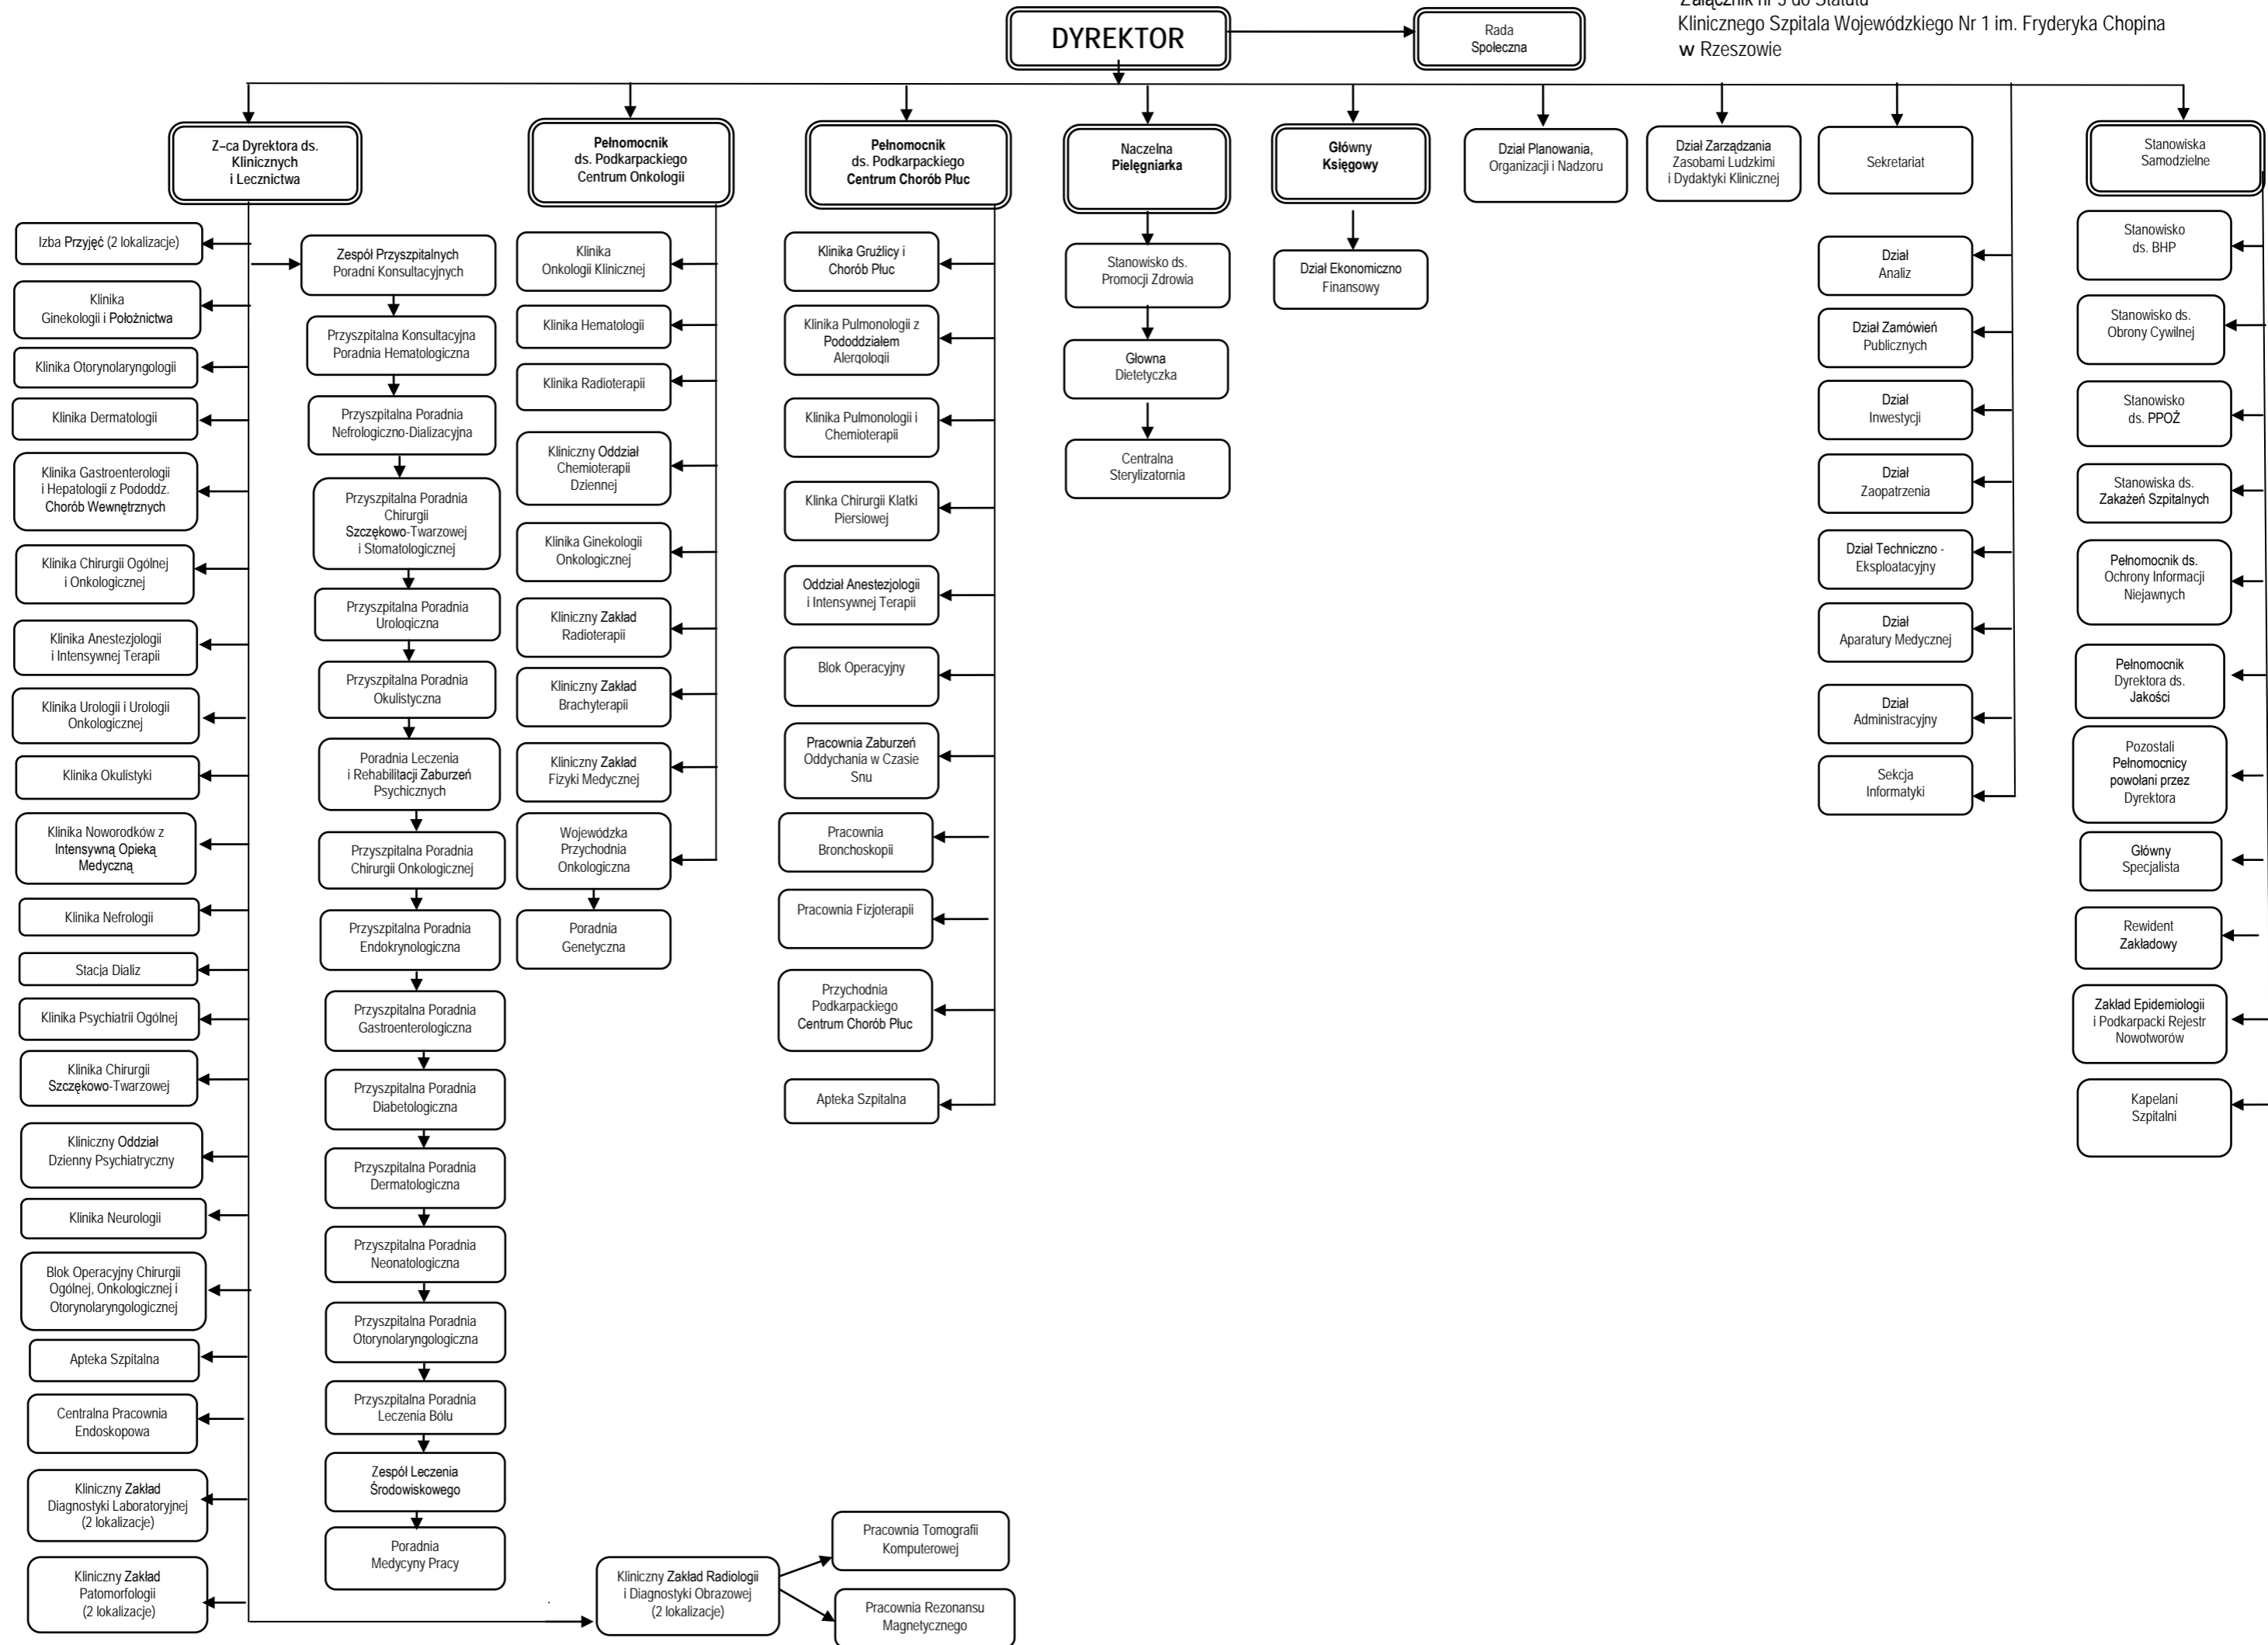 Załącznik nr 3 do Statutu
Klinicznego Szpitala Wojewódzkiego Nr 1 im. Fryderyka Chopina
w Rzeszowie
DYREKTOR
Rada
Społeczna
Z–ca Dyrektora ds.
Klinicznych
i Lecznictwa
Pełnomocnik
ds. Podkarpackiego
Centrum Onkologii
Pełnomocnik
ds. Podkarpackiego
Centrum Chorób Płuc
Naczelna
Pielęgniarka
Główny
Księgowy
Dział Planowania,
Organizacji i Nadzoru
Dział Zarządzania
Zasobami Ludzkimi
i Dydaktyki Klinicznej
Sekretariat
Stanowiska
Samodzielne
Izba Przyjęć (2 lokalizacje)
Klinika
Ginekologii i Położnictwa
Klinika Otorynolaryngologii
Klinika Dermatologii
Klinika Gastroenterologii
i Hepatologii z Pododdz.
Chorób Wewnętrznych
Klinika Chirurgii Ogólnej
i Onkologicznej
Klinika Anestezjologii
i Intensywnej Terapii
Klinika Urologii i Urologii
Onkologicznej
Klinika Okulistyki
Klinika Noworodków z
Intensywną Opieką
Medyczną
Klinika Nefrologii
Stacja Dializ
Klinika Psychiatrii Ogólnej
Klinika Chirurgii
Szczękowo-Twarzowej
Kliniczny Oddział
Dzienny Psychiatryczny
Klinika Neurologii
Blok Operacyjny Chirurgii
Ogólnej, Onkologicznej i
Otorynolaryngologicznej
Apteka Szpitalna
Centralna Pracownia
Endoskopowa
Kliniczny Zakład
Diagnostyki Laboratoryjnej
(2 lokalizacje)
Kliniczny Zakład
Patomorfologii
(2 lokalizacje)
Zespół Przyszpitalnych
Poradni Konsultacyjnych
Przyszpitalna Konsultacyjna
Poradnia Hematologiczna
Przyszpitalna Poradnia
Nefrologiczno-Dializacyjna
Przyszpitalna Poradnia
Chirurgii
Szczękowo-Twarzowej
i Stomatologicznej
Przyszpitalna Poradnia
Urologiczna
Przyszpitalna Poradnia
Okulistyczna
Poradnia Leczenia
i Rehabilitacji Zaburzeń
Psychicznych
Przyszpitalna Poradnia
Chirurgii Onkologicznej
Przyszpitalna Poradnia
Endokrynologiczna
Przyszpitalna Poradnia
Gastroenterologiczna
Przyszpitalna Poradnia
Diabetologiczna
Przyszpitalna Poradnia
Dermatologiczna
Przyszpitalna Poradnia
Neonatologiczna
Przyszpitalna Poradnia
Otorynolaryngologiczna
Przyszpitalna Poradnia
Leczenia Bólu
Zespół Leczenia
Środowiskowego
Poradnia
Medycyny Pracy
Kliniczny Zakład Radiologii
i Diagnostyki Obrazowej
(2 lokalizacje)
Pracownia Tomografii
Komputerowej
Pracownia Rezonansu
Magnetycznego
Klinika
Onkologii Klinicznej
Klinika Hematologii
Klinika Radioterapii
Kliniczny Oddział
Chemioterapii
Dziennej
Klinika Ginekologii
Onkologicznej
Kliniczny Zakład
Radioterapii
Kliniczny Zakład
Brachyterapii
Kliniczny Zakład
Fizyki Medycznej
Wojewódzka
Przychodnia
Onkologiczna
Poradnia
Genetyczna
Klinika Gruźlicy i
Chorób Płuc
Klinika Pulmonologii z
Pododdziałem
Alergologii
Klinika Pulmonologii i
Chemioterapii
Klinka Chirurgii Klatki
Piersiowej
Oddział Anestezjologii
i Intensywnej Terapii
Blok Operacyjny
Pracownia Zaburzeń
Oddychania w Czasie
Snu
Pracownia
Bronchoskopii
Pracownia Fizjoterapii
Przychodnia
Podkarpackiego
Centrum Chorób Płuc
Apteka Szpitalna
Stanowisko ds.
Promocji Zdrowia
Głowna
Dietetyczka
Centralna
Sterylizatornia
Dział Ekonomiczno
Finansowy
Dział
Analiz
Dział Zamówień
Publicznych
Dział
Inwestycji
Dział
Zaopatrzenia
Dział Techniczno -
Eksploatacyjny
Dział
Aparatury Medycznej
Dział
Administracyjny
Sekcja
Informatyki
Stanowisko
ds. BHP
Stanowisko ds.
Obrony Cywilnej
Stanowisko
ds. PPOŻ
Stanowiska ds.
Zakażeń Szpitalnych
Pełnomocnik ds.
Ochrony Informacji
Niejawnych
Pełnomocnik
Dyrektora ds.
Jakości
Pozostali
Pełnomocnicy
powołani przez
Dyrektora
Główny
Specjalista
Rewident
Zakładowy
Zakład Epidemiologii
i Podkarpacki Rejestr
Nowotworów
Kapelani
Szpitalni